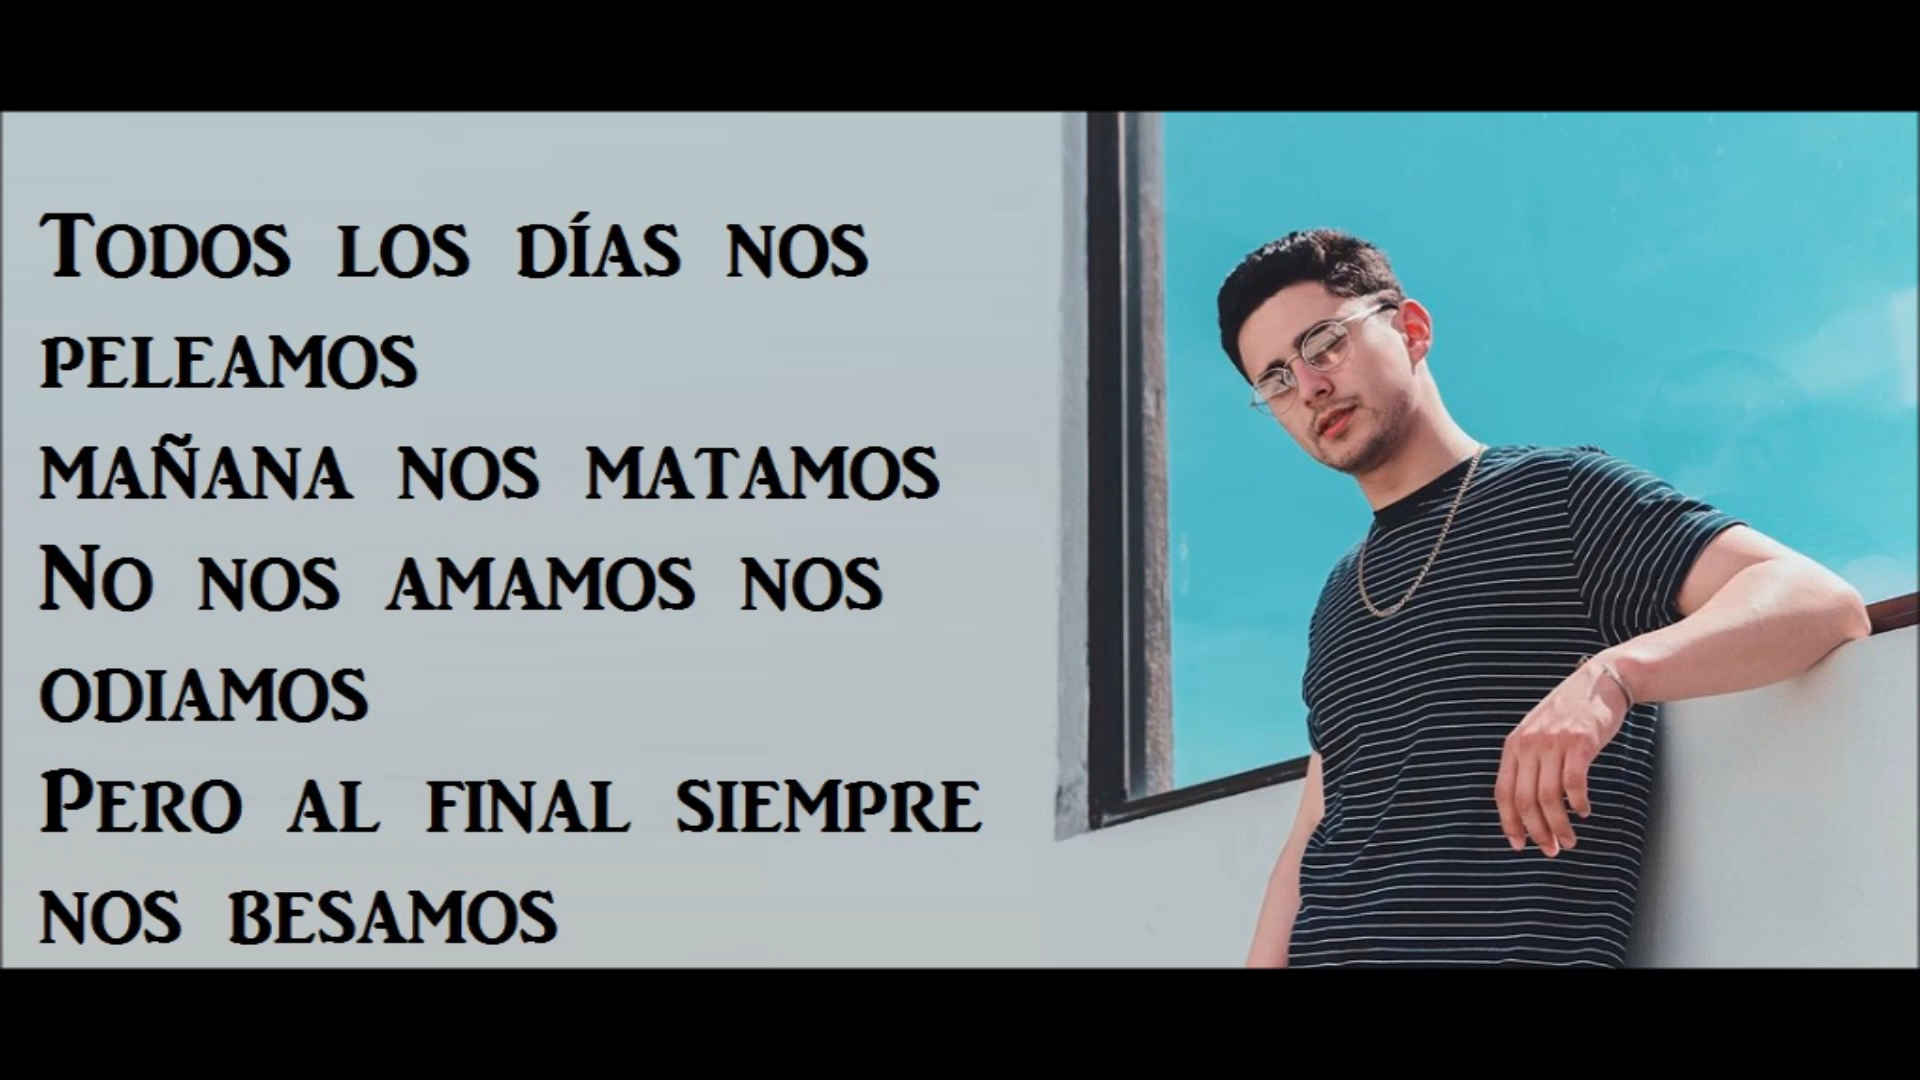 Todos los días nos
peleamos
mañana nos matamos
No nos amamos nos
odiamos
Pero al final siempre
nos besamos